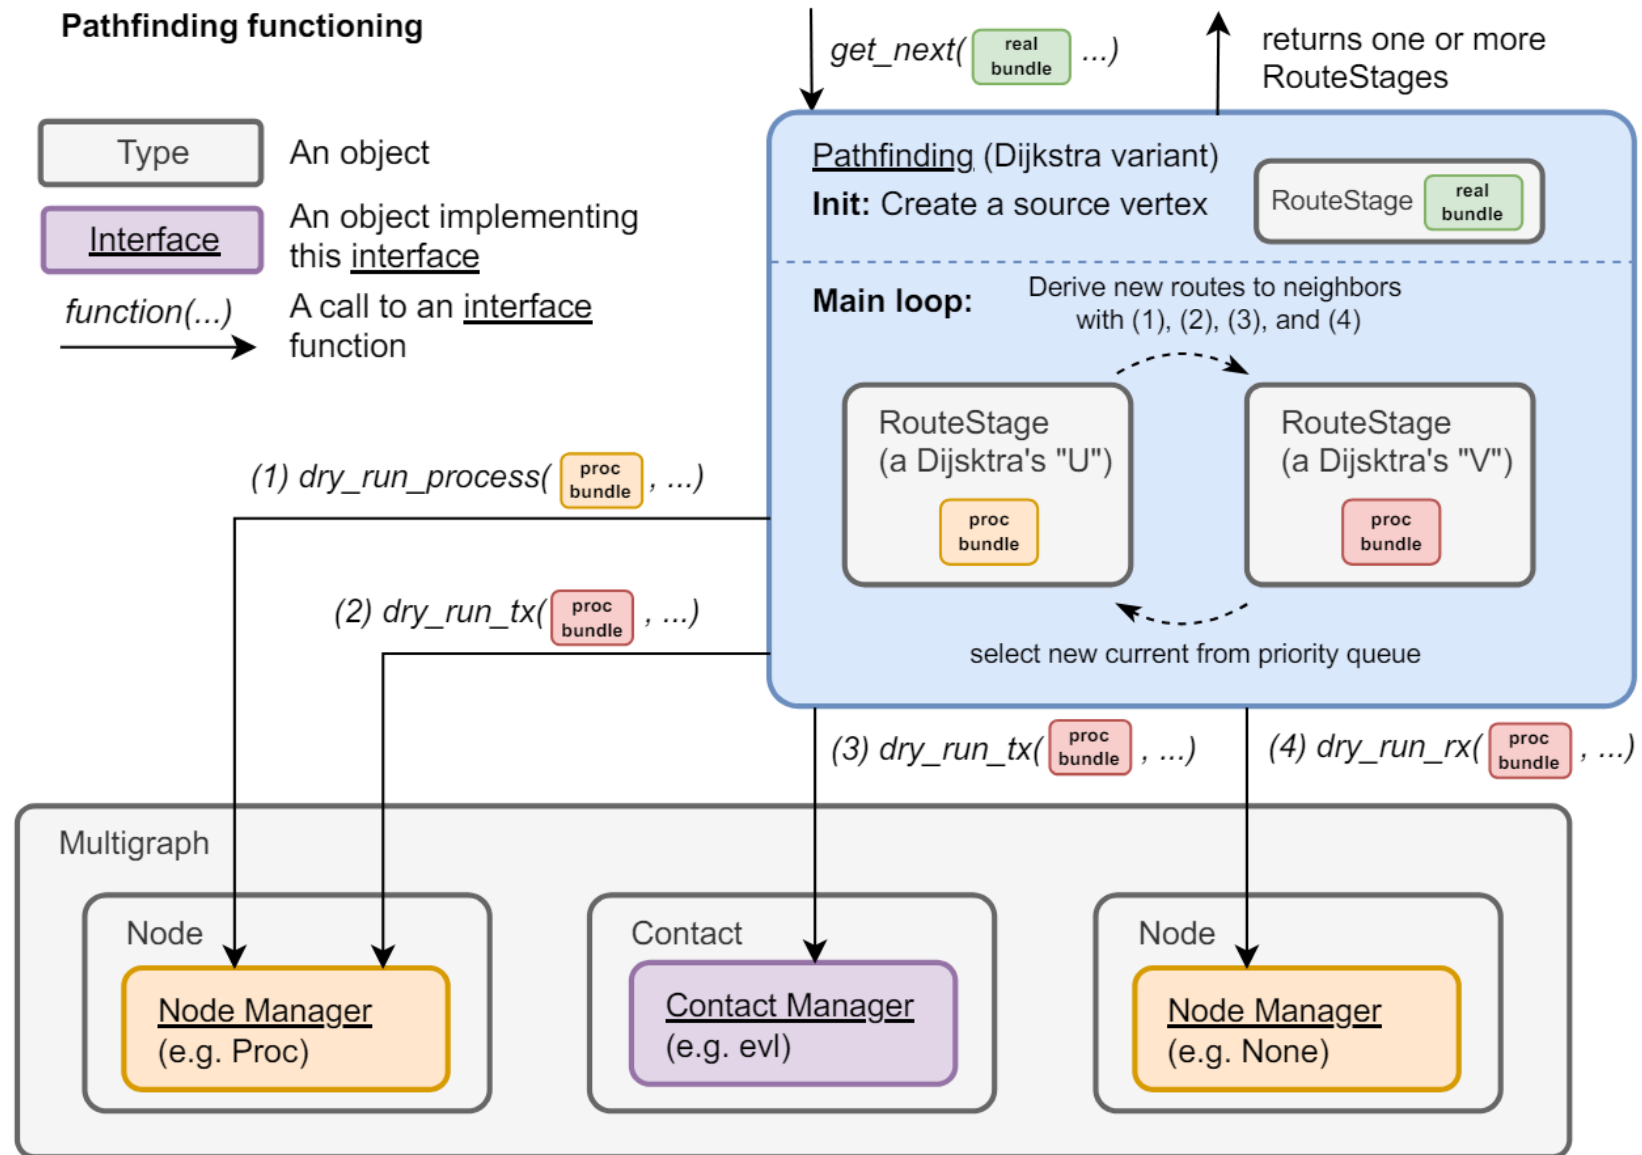 Pathfinding functioning
get_next( real bundle ...)
returns one or more
RouteStages
Type
An object
Interface
An object implementing
this interface
function(...)
A call to an interface
function
Pathfinding (Dijkstra variant)
Init: Create a source vertex
RouteStage
real
bundle
Main loop:
Derive new routes to neighbors
with (1), (2), (3), and (4)
RouteStage
(a Dijsktra's "U")
proc
bundle
RouteStage
(a Dijsktra's "V")
proc
bundle
select new current from priority queue
(1) dry_run_process( proc bundle , ...)
(2) dry_run_tx( proc bundle , ...)
(3) dry_run_tx( proc bundle , ...)
(4) dry_run_rx( proc bundle , ...)
Multigraph
Node
Node Manager
(e.g. Proc)
Contact
Contact Manager
(e.g. evl)
Node
Node Manager
(e.g. None)